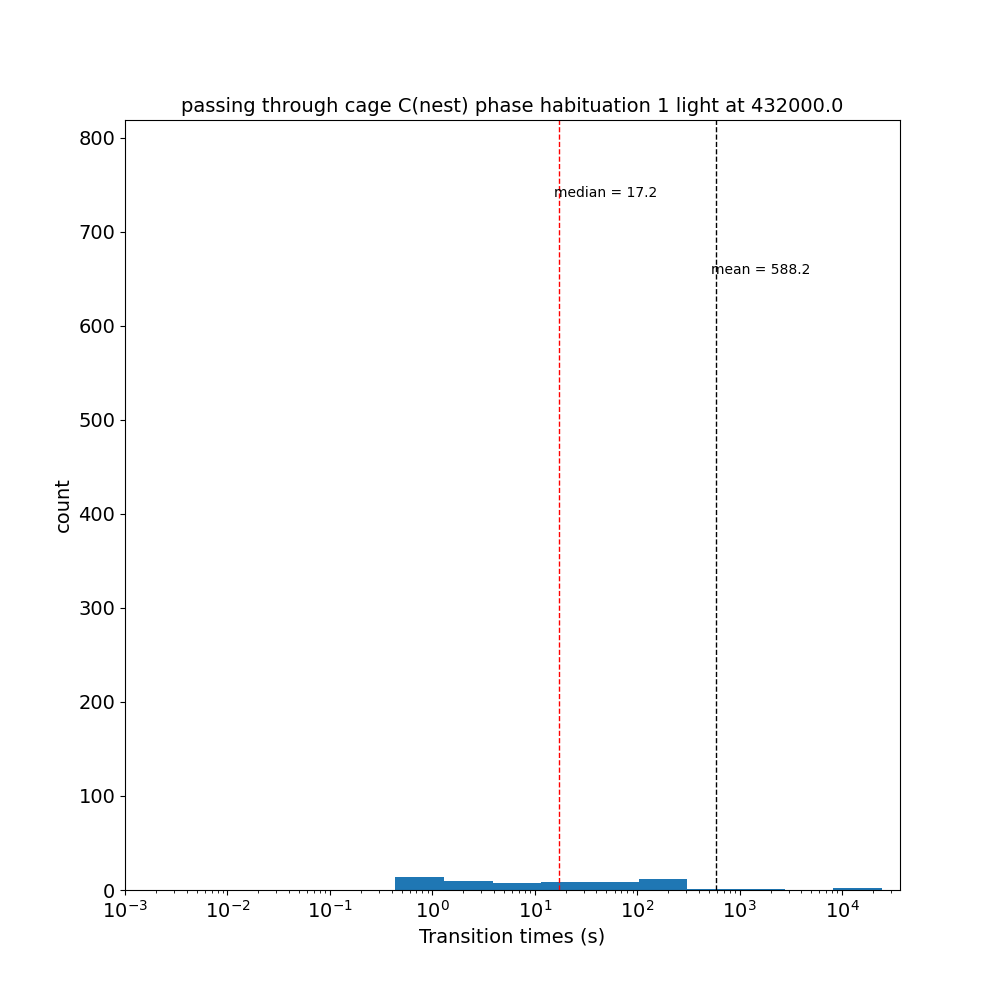 passing through cage C(nest) phase habituation 1 light at 432000.0
800
median = 17.2
700
mean = 588.2
600
500
400
count
300
200
100
0
10⁻³ 10⁻² 10⁻¹ 10⁰ 10¹ 10² 10³ 10⁴
Transition times (s)